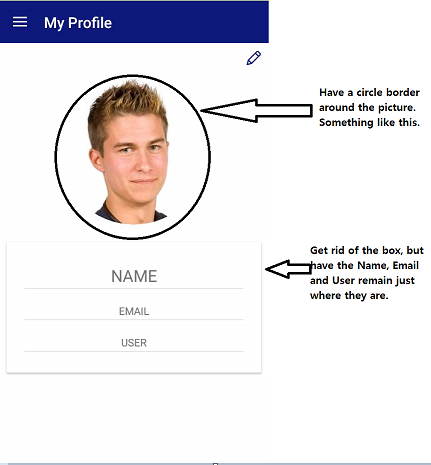 My Profile
Have a circle border
around the picture.
Something like this.
Get rid of the box, but
have the Name, Email
and User remain just
where they are.
NAME
EMAIL
USER